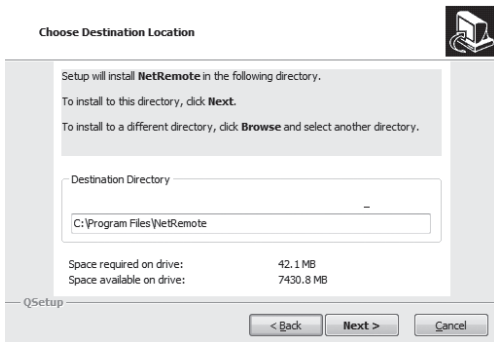 Choose Destination Location
Setup will install NetRemote in the following directory.
To install to this directory, click Next.
To install to a different directory, click Browse and select another directory.
Destination Directory
C:\Program Files\NetRemote
Space required on drive: 42.1 MB
Space available on drive: 7430.8 MB
QSetup
< Back Next > Cancel